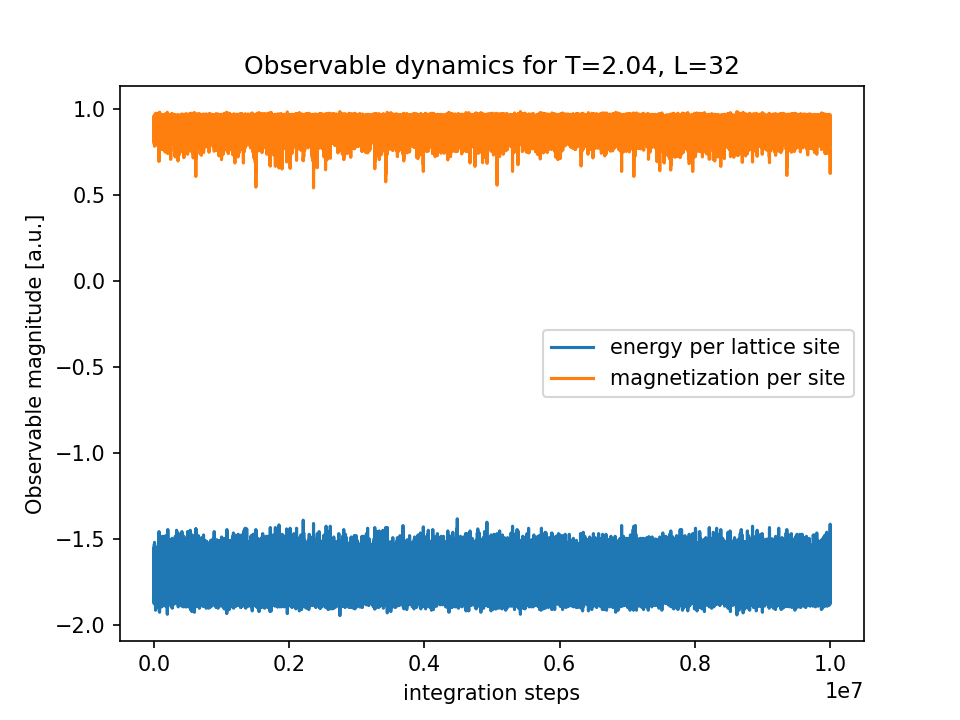 Observable dynamics for T=2.04, L=32
1.0
0.5
0.0
−0.5
−1.0
−1.5
−2.0
Observable magnitude [a.u.]
energy per lattice site
magnetization per site
0.0 0.2 0.4 0.6 0.8 1.0
1e7
integration steps